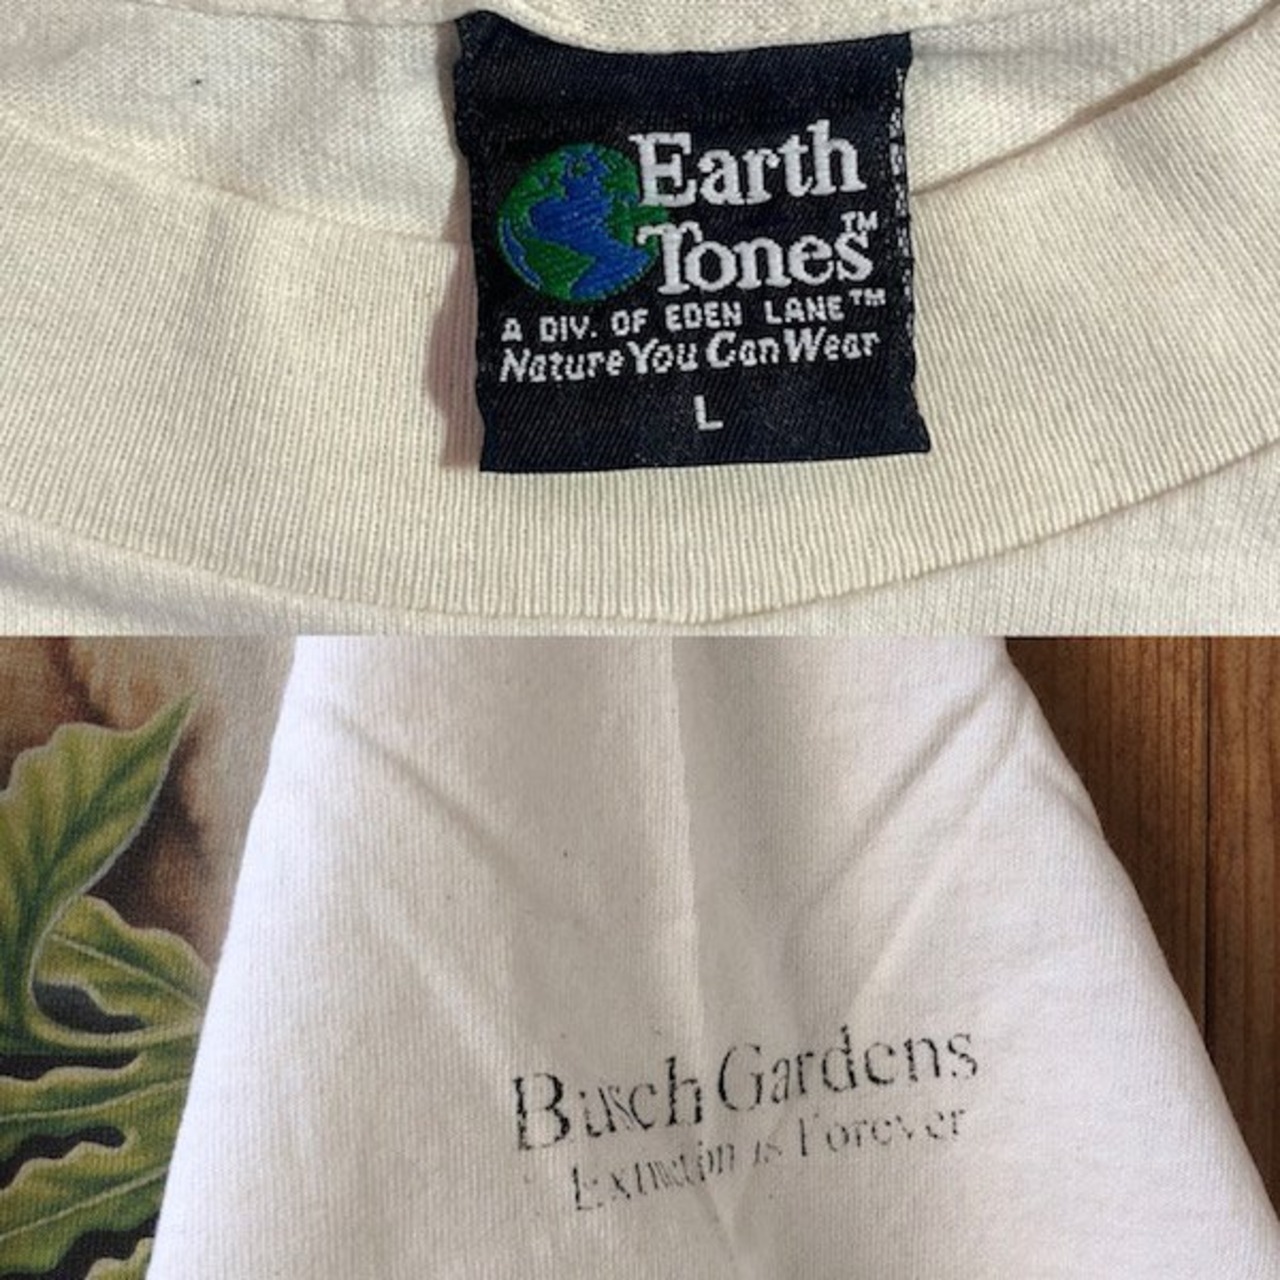 Earth
Tones™
A DIV. OF EDEN LANE™
Nature You Can Wear
L
Busch Gardens
Extinction is Forever